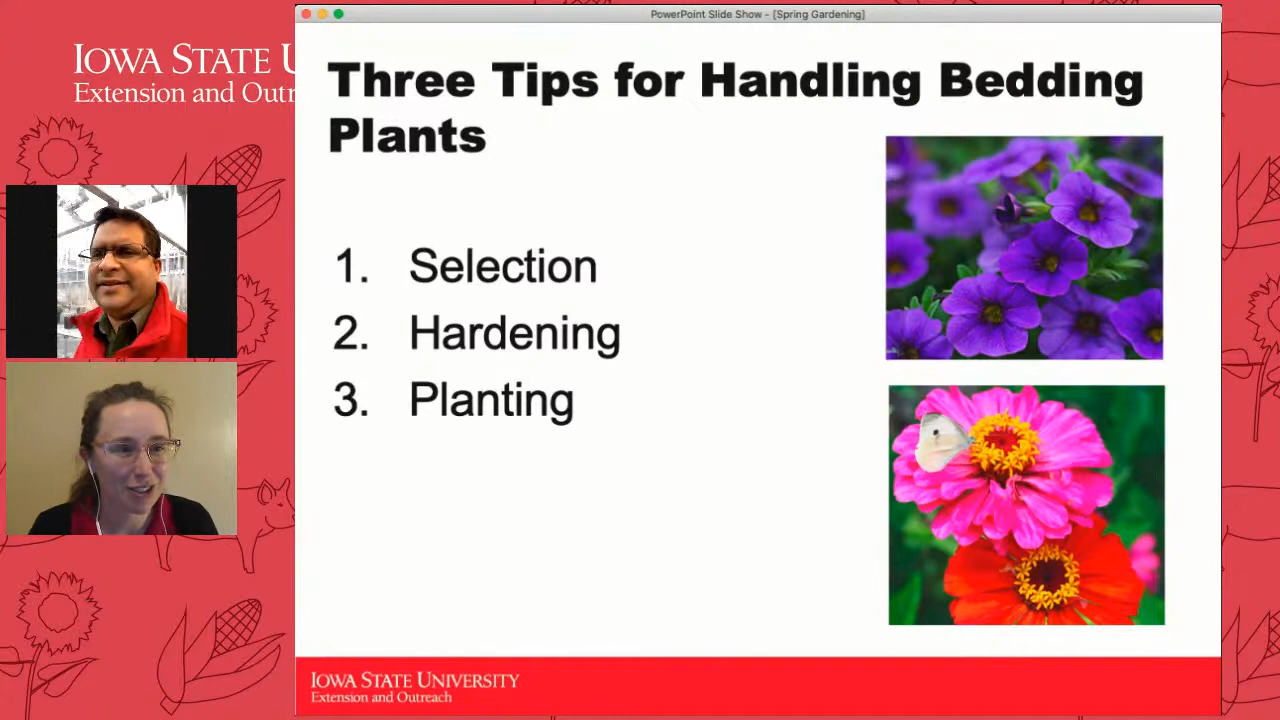 PowerPoint Slide Show - [Spring Gardening]
IOWA STATE U
Extension and Outr
Three Tips for Handling Bedding
Plants
1. Selection
2. Hardening
3. Planting
IOWA STATE UNIVERSITY
Extension and Outreach